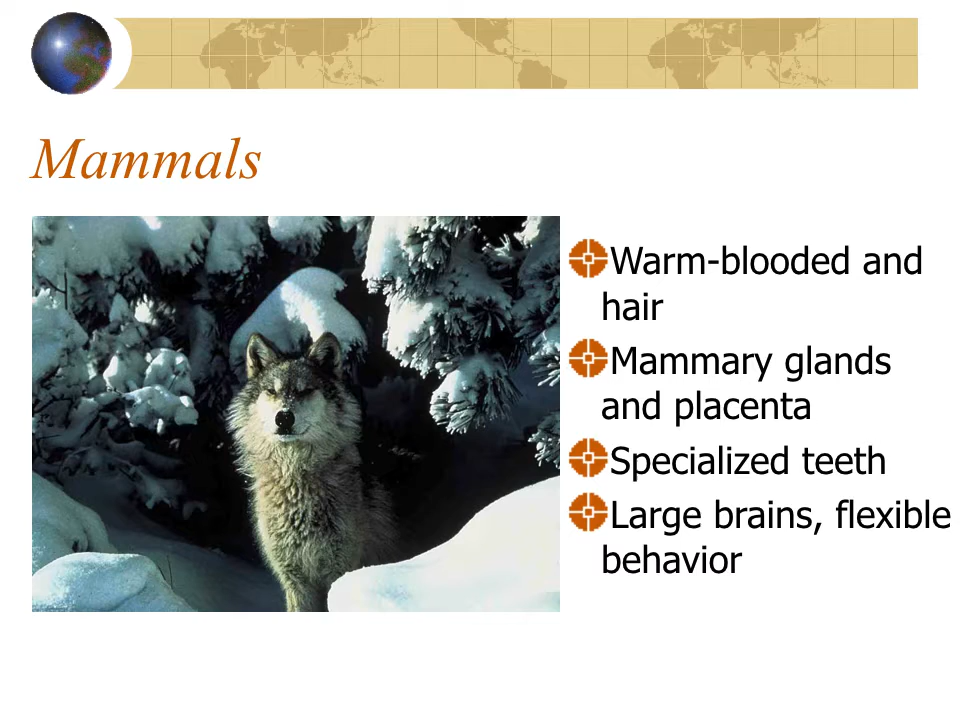 Mammals
Warm-blooded and
hair
Mammary glands
and placenta
Specialized teeth
Large brains, flexible
behavior